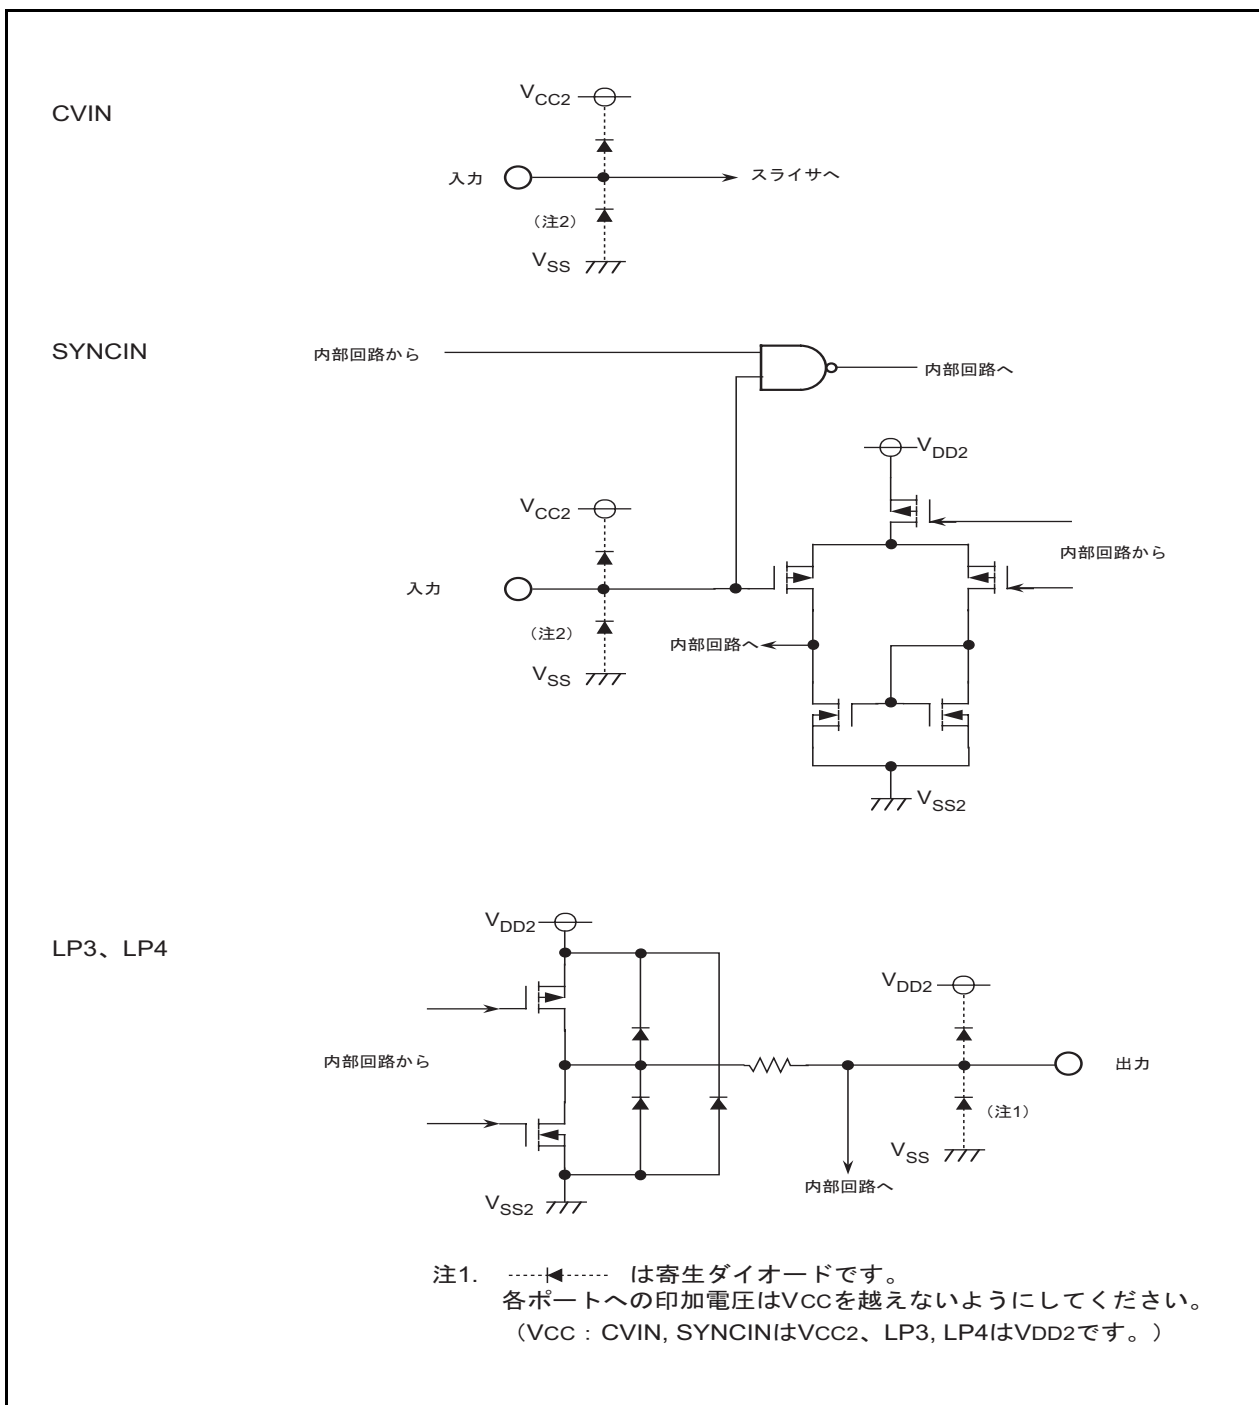 CVIN
VCC2
入力
スライサへ
（注2）
VSS
SYNCIN
内部回路から
内部回路へ
VDD2
VCC2
内部回路から
入力
（注2）
内部回路へ
VSS
VSS2
LP3、LP4
VDD2
VDD2
内部回路から
出力
（注1）
VSS
内部回路へ
VSS2
注1. は寄生ダイオードです。
各ポートへの印加電圧はVCCを越えないようにしてください。
（VCC : CVIN, SYNCINはVCC2、LP3, LP4はVDD2です。）